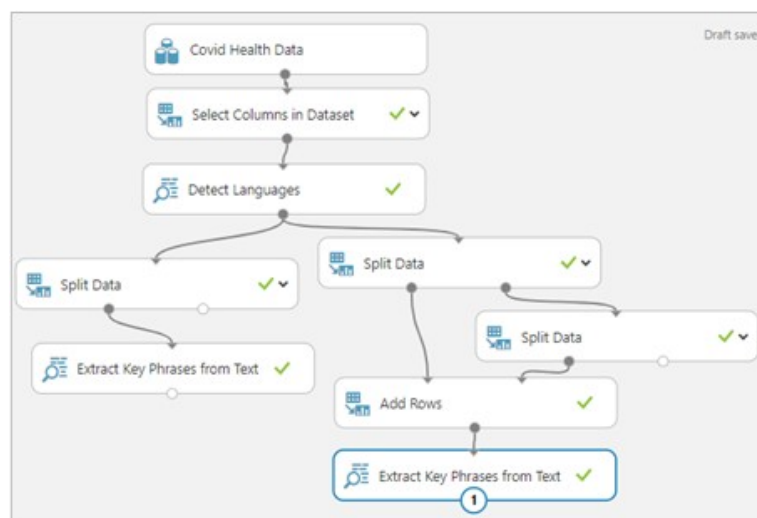 Covid Health Data
Draft save
Select Columns in Dataset
Detect Languages
Split Data
Split Data
Split Data
Extract Key Phrases from Text
Add Rows
Extract Key Phrases from Text
1